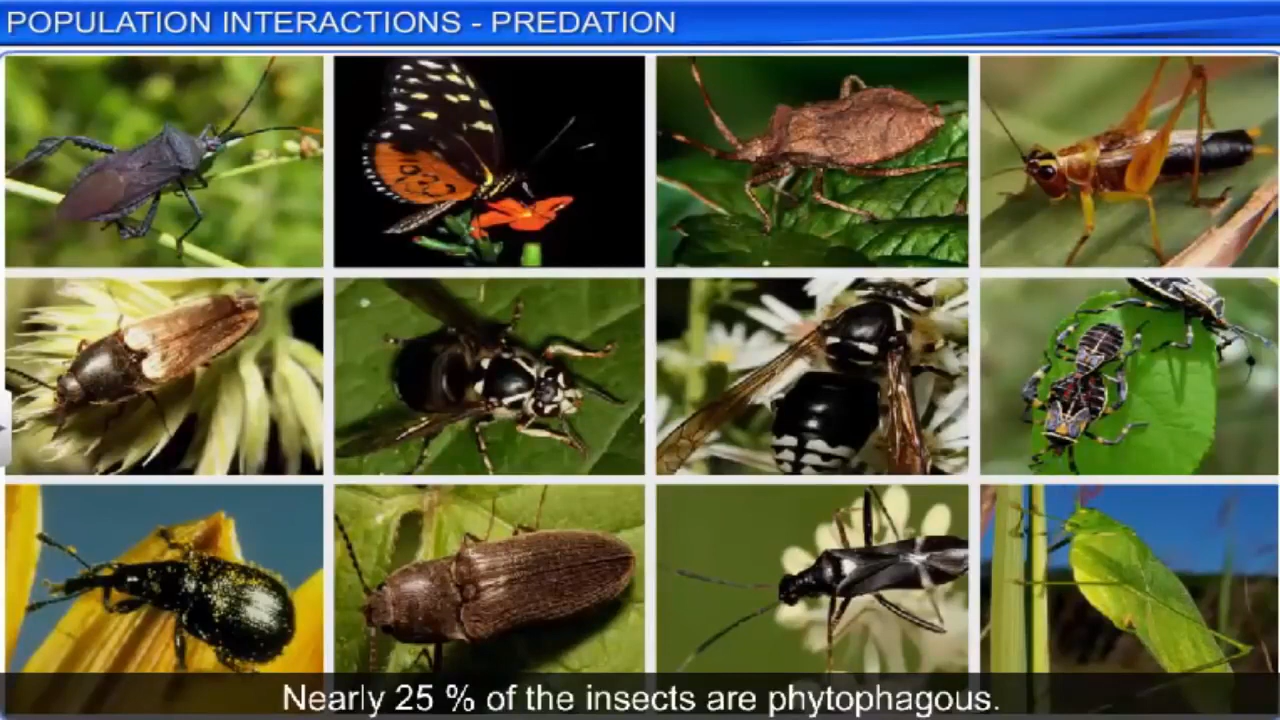 POPULATION INTERACTIONS - PREDATION
Nearly 25 % of the insects are phytophagous.